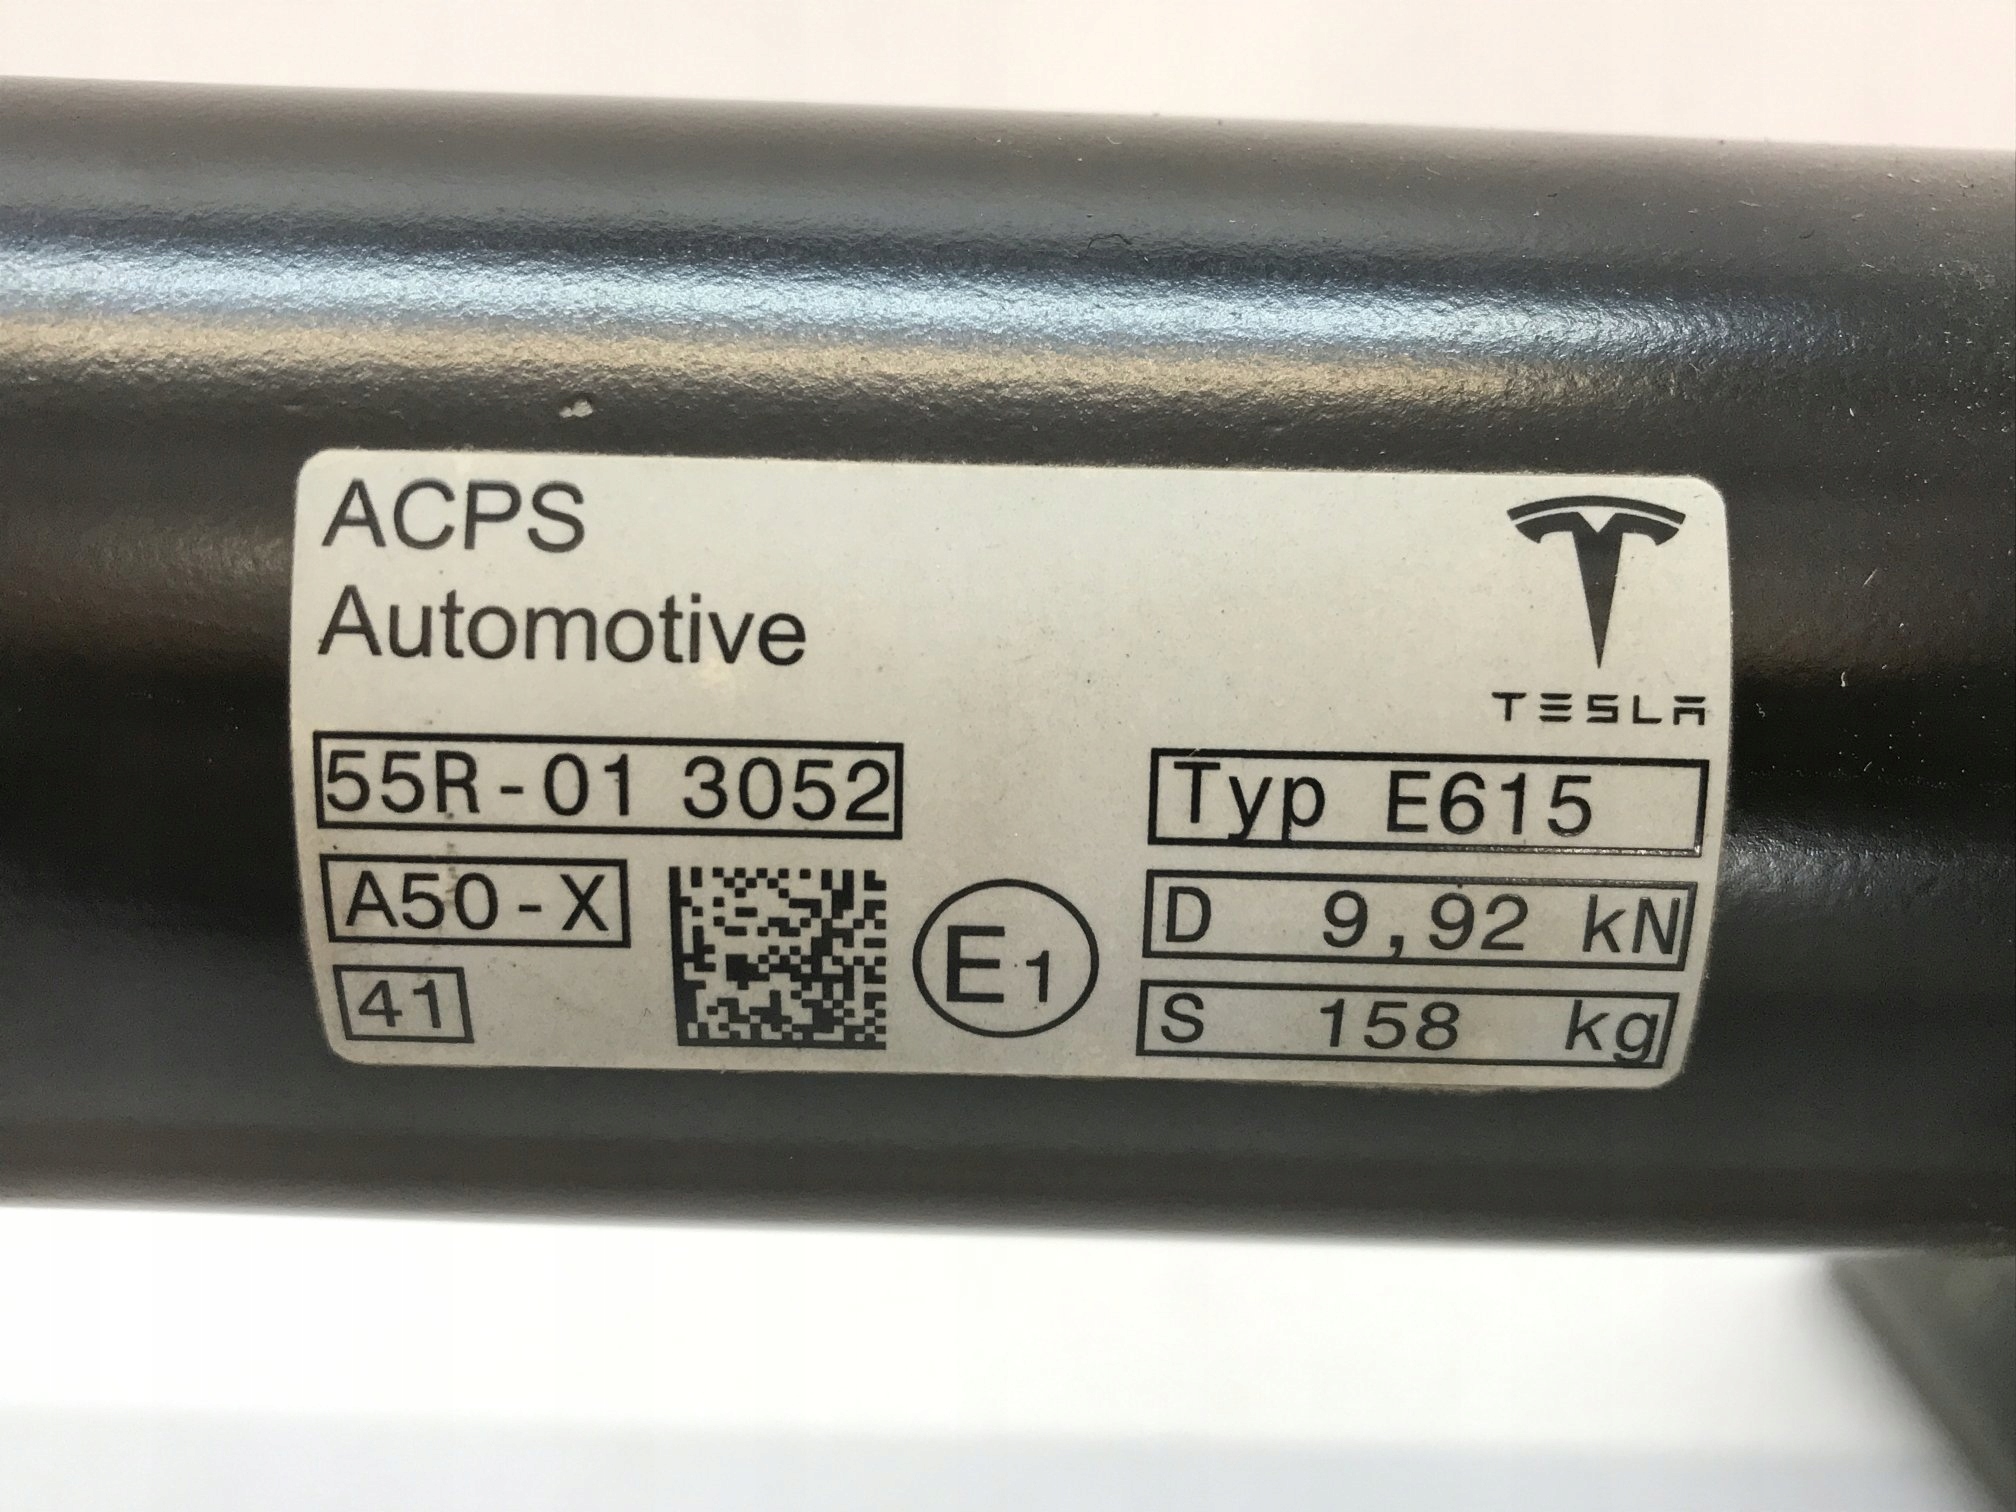 ACPS
Automotive
TESLA
55R-01 3052
A50-X
41
E1
Typ E615
D 9,92 kN
S 158 kg